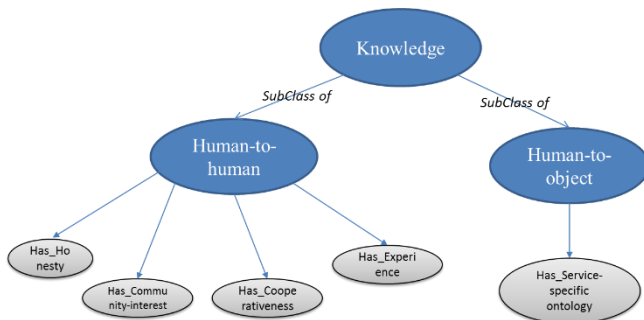 Knowledge
SubClass of
SubClass of
Human-to-
human
Human-to-
object
Has_Ho
nesty
Has_Commu
nity-interest
Has_Coope
rativeness
Has_Experi
ence
Has_Service-
specific
ontology